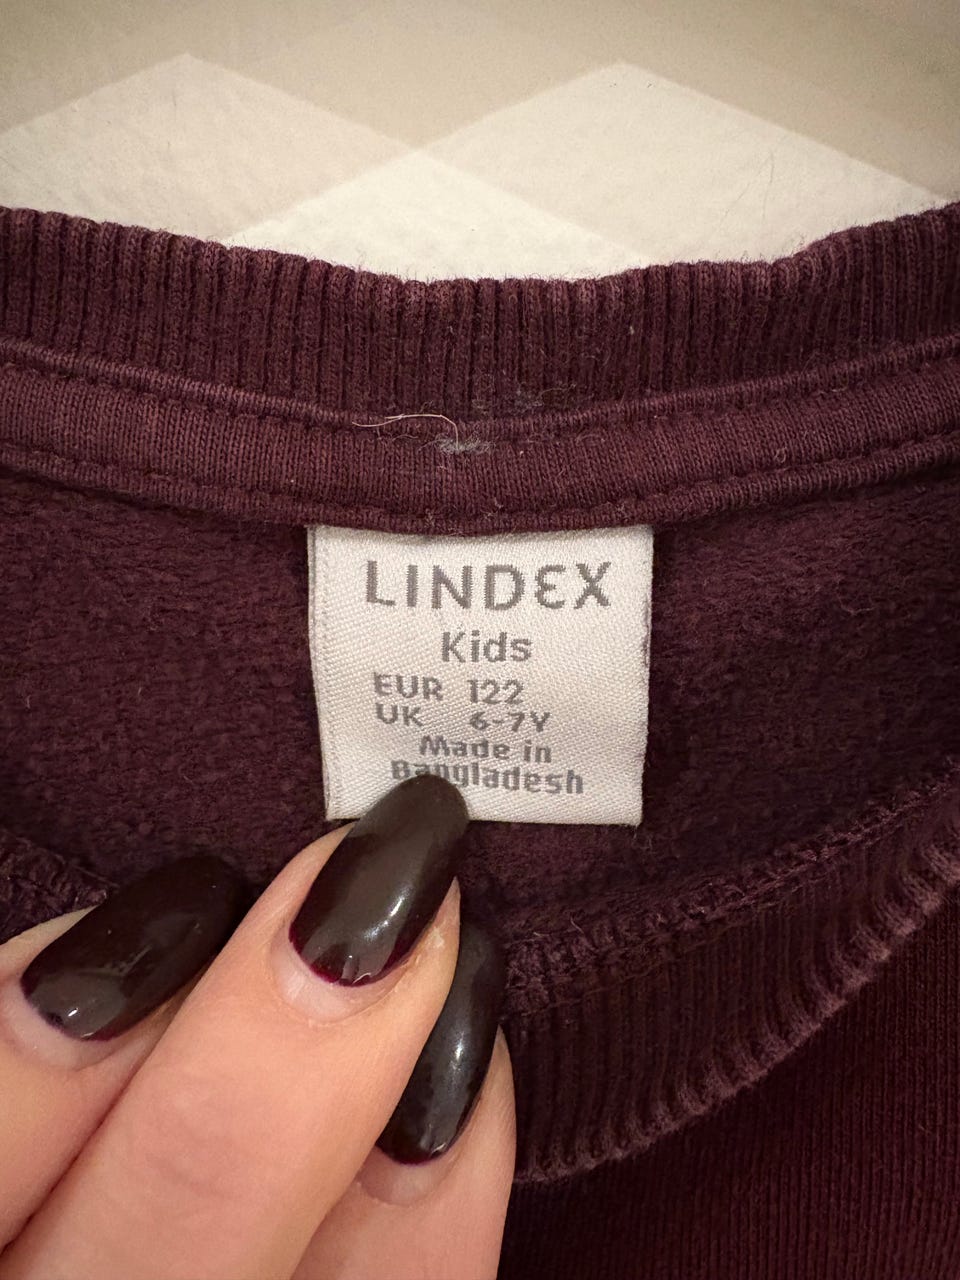 LINDEX
Kids
EUR 122
UK 6-7Y
Made in
Bangladesh